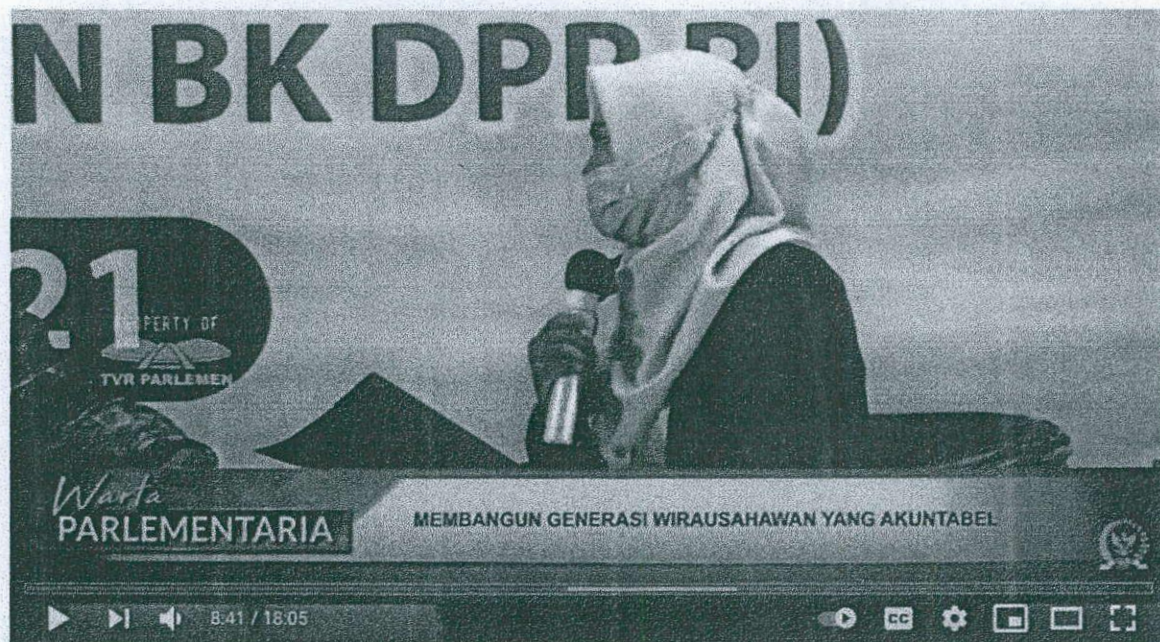 N BK DPR RI)
21
PERTY OF
TVR PARLEMEN
Warta
PARLEMENTARIA
MEMBANGUN GENERASI WIRAUSAHAWAN YANG AKUNTABEL
8:41 / 18:05
CC